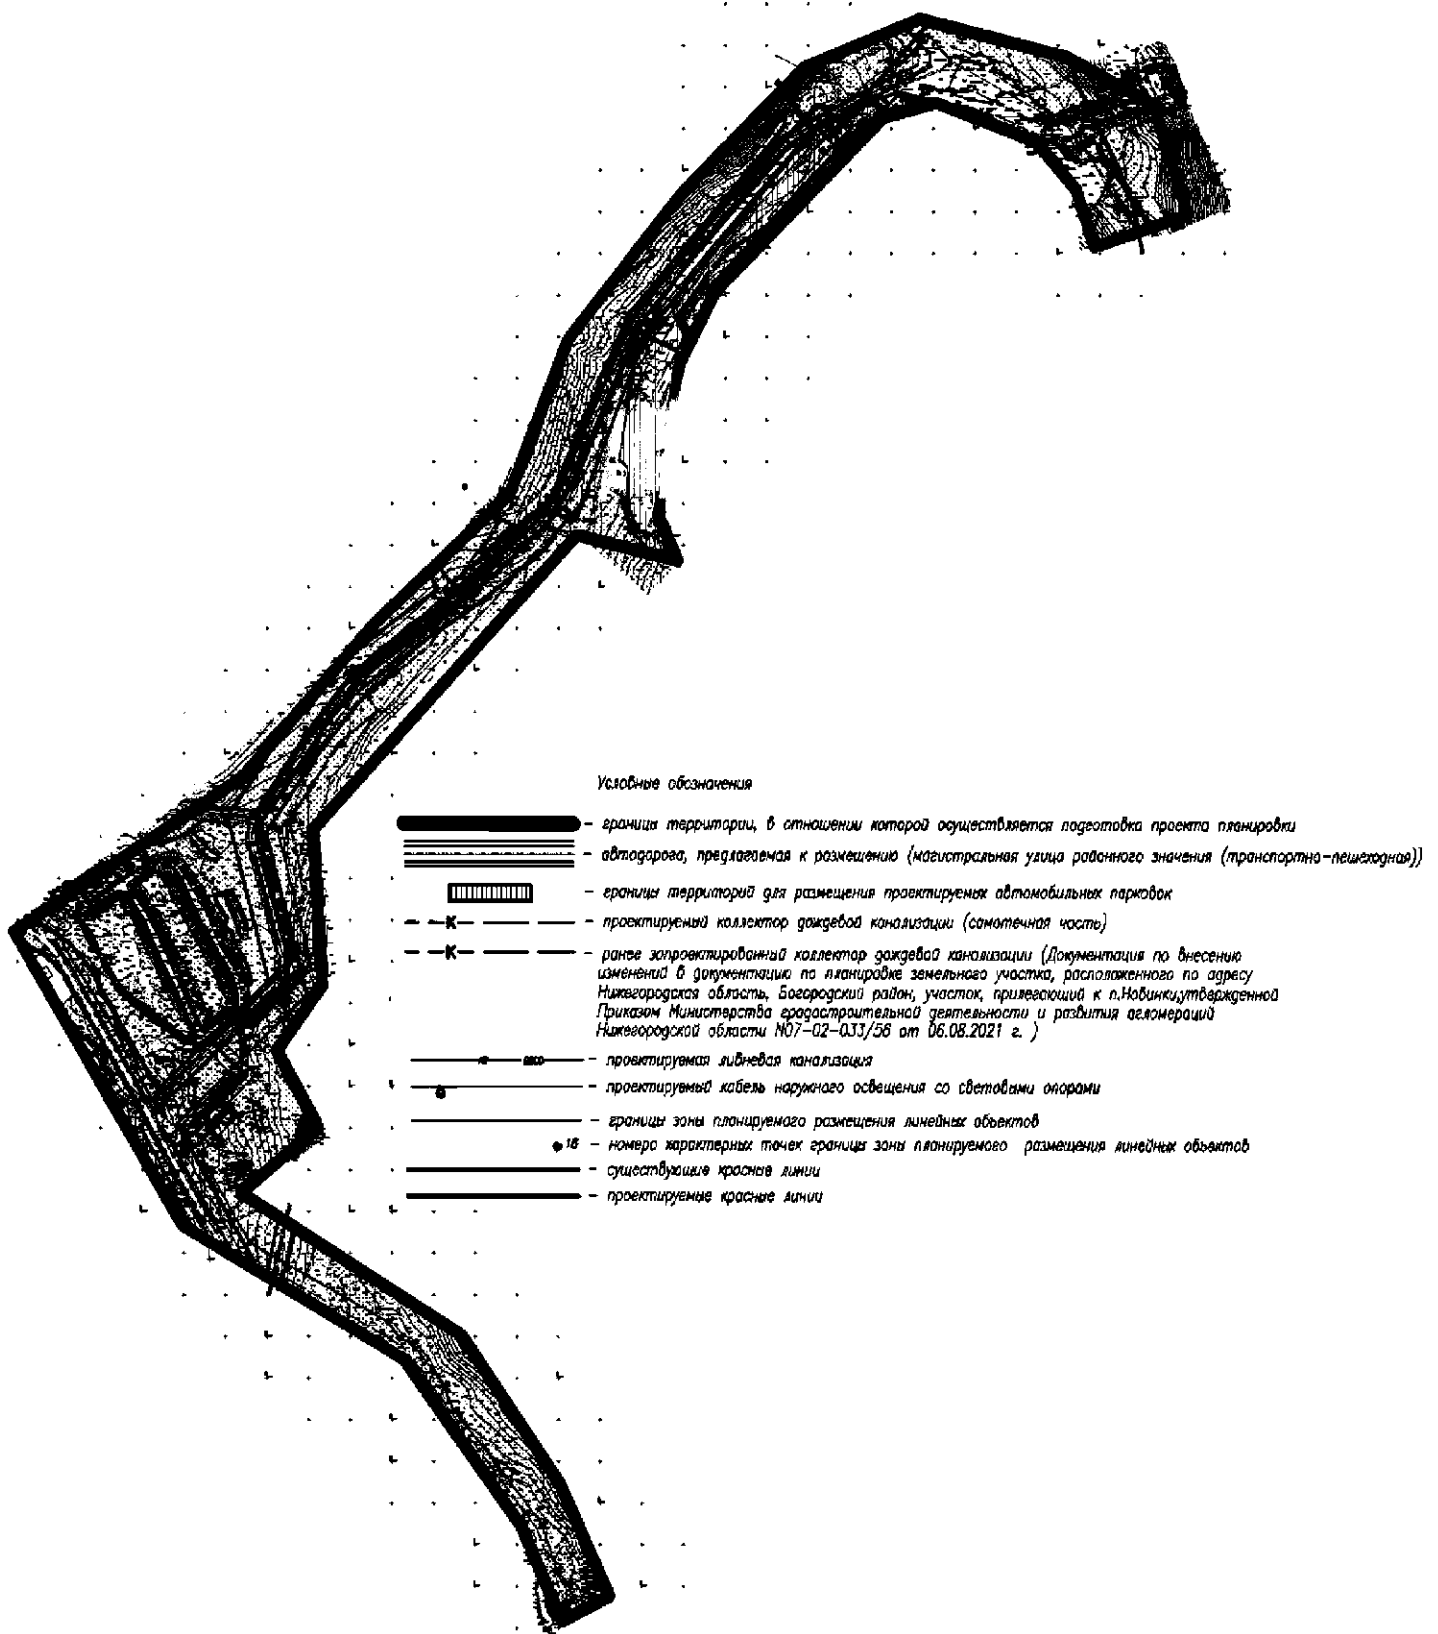 Условные обозначения
- границы территории, в отношении которой осуществляется подготовка проекта планировки
- автодорога, предлагаемая к размещению (магистральная улица районного значения (транспортно-пешеходная))
- границы территорий для размещения проектируемых автомобильных парковок
К - проектируемый коллектор дождевой канализации (самотечная часть)
К - ранее запроектированный коллектор дождевой канализации (Документация по внесению
изменений в документацию по планировке земельного участка, расположенного по адресу
Нижегородская область, Богородский район, участок, прилегающий к п.Новинки,утвержденной
Приказом Министерства градостроительной деятельности и развития агломераций
Нижегородской области №07-02-033/56 от 06.08.2021 г. )
- проектируемая ливневая канализация
- проектируемый кабель наружного освещения со световыми опорами
- границы зоны планируемого размещения линейных объектов
16 - номера характерных точек границы зоны планируемого размещения линейных объектов
- существующие красные линии
- проектируемые красные линии